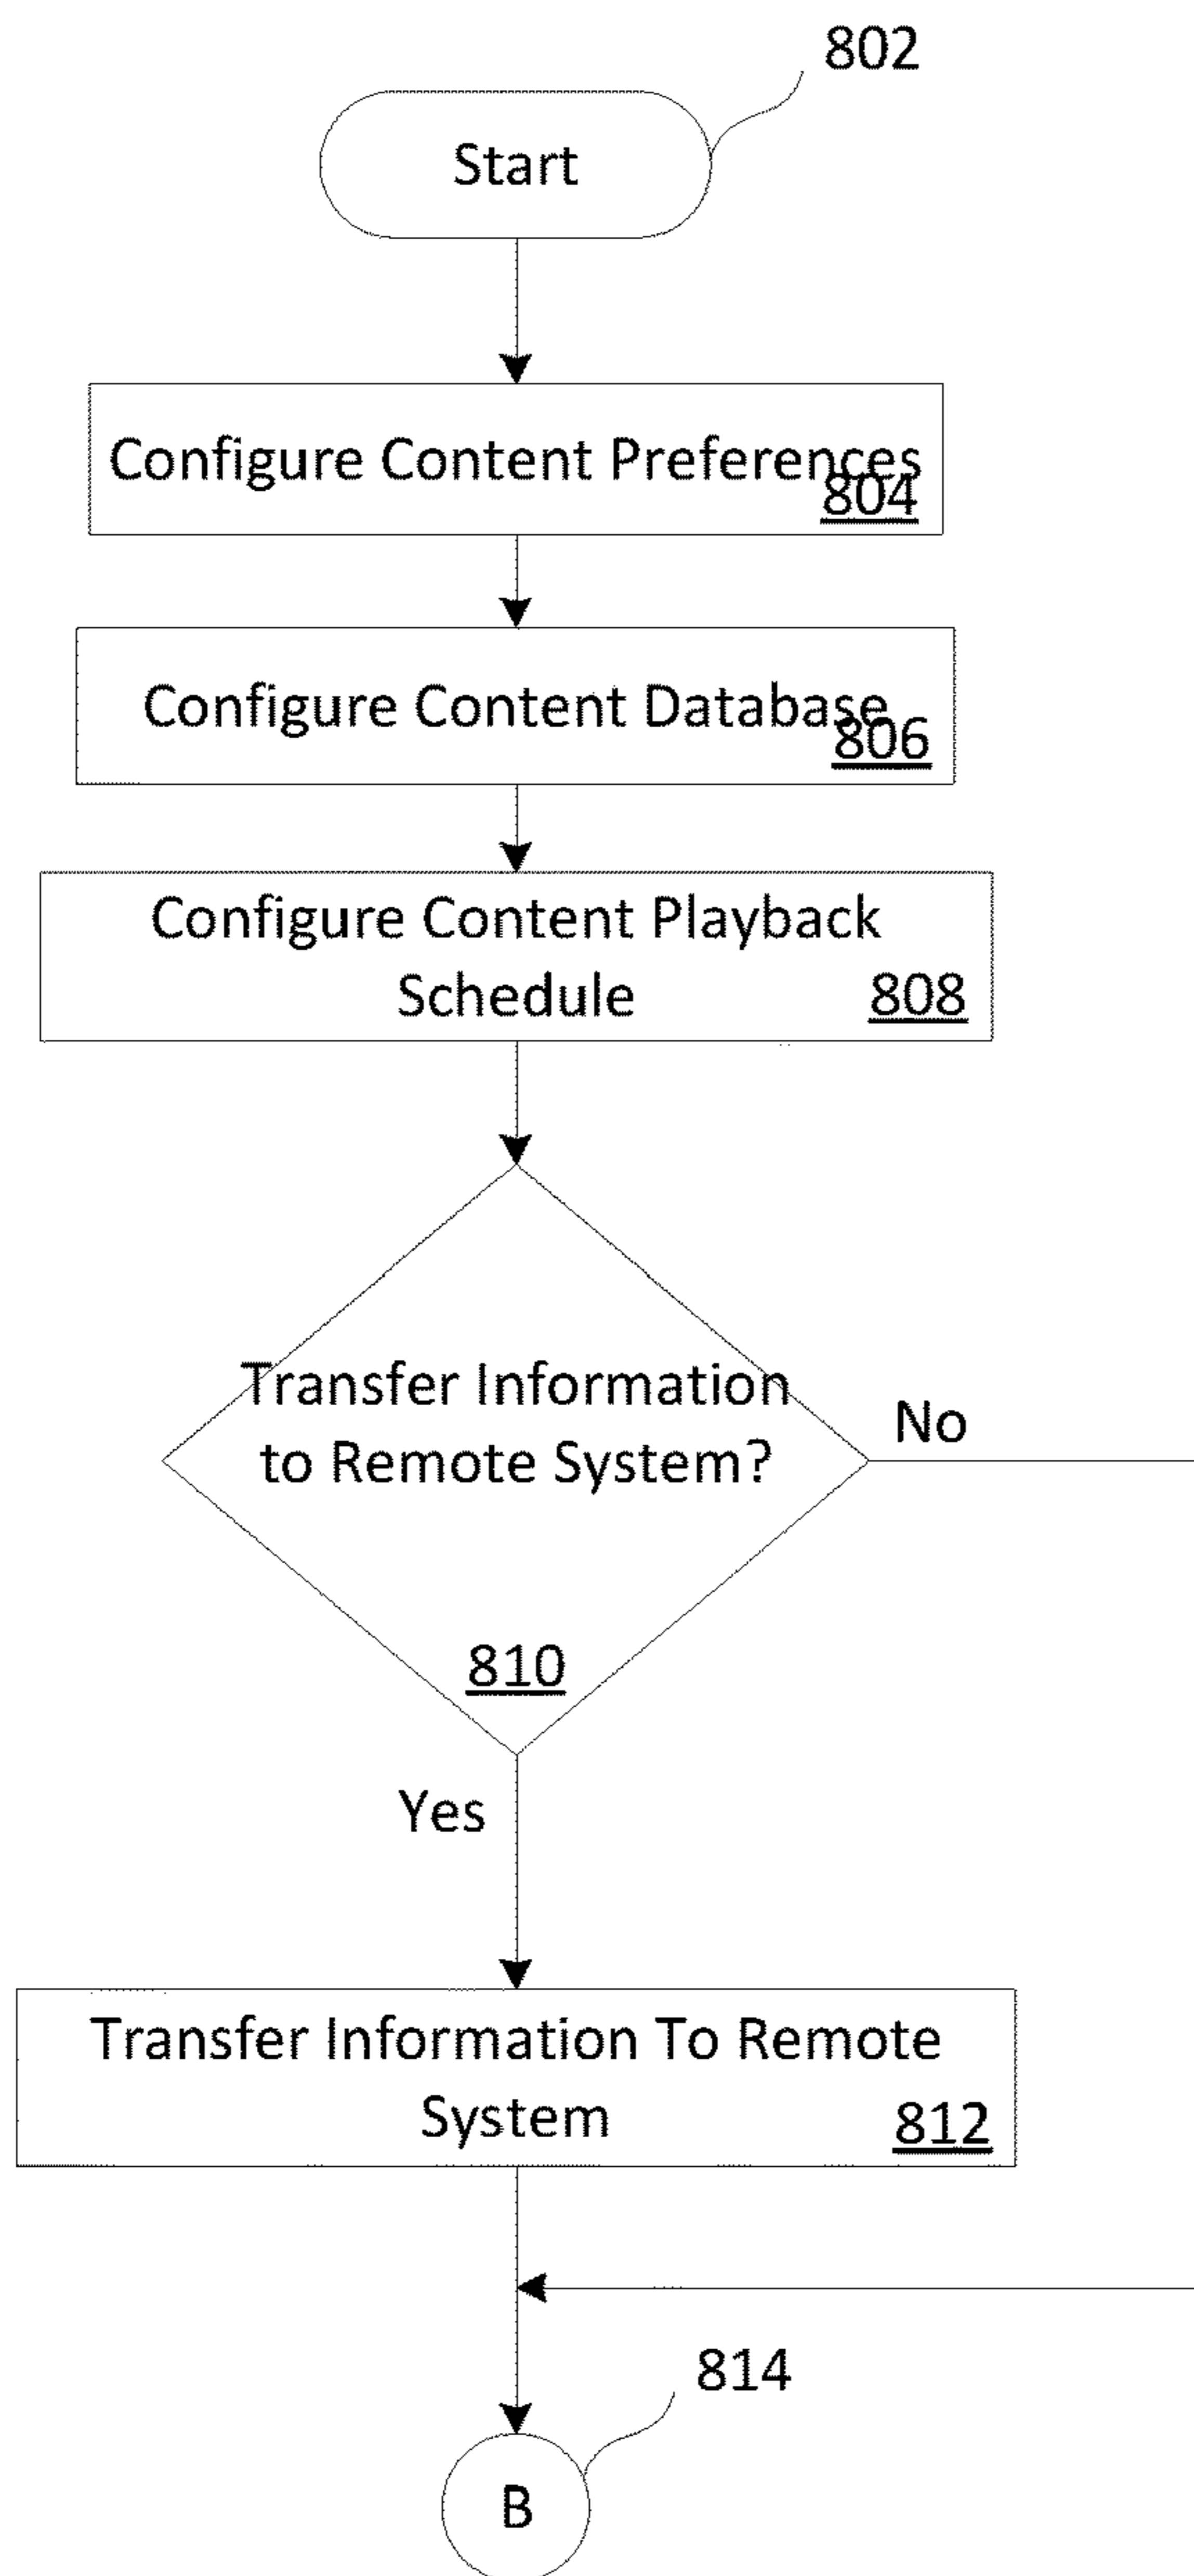 802
Start
Configure Content Preferences
804
Configure Content Database
806
Configure Content Playback
Schedule 808
Transfer Information
to Remote System?
No
810
Yes
Transfer Information To Remote
System 812
814
B